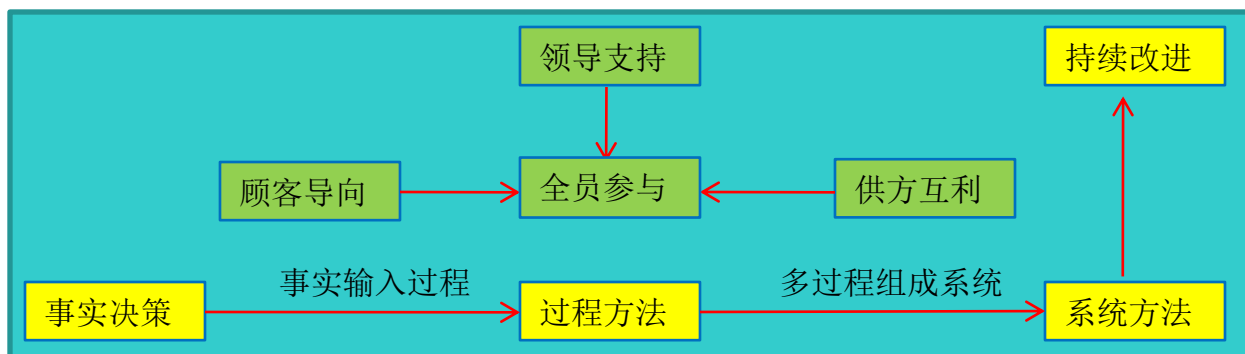 领导支持
持续改进
顾客导向
全员参与
供方互利
事实输入过程
多过程组成系统
事实决策
过程方法
系统方法